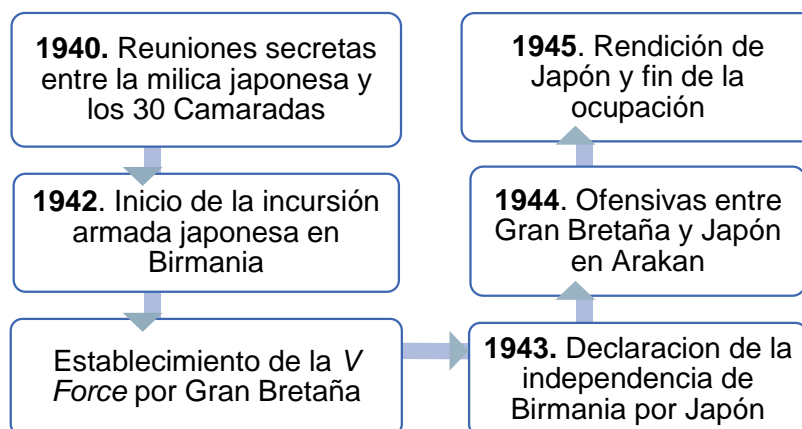 1940. Reuniones secretas
entre la milica japonesa y
los 30 Camaradas
1942. Inicio de la incursión
armada japonesa en
Birmania
Establecimiento de la V
Force por Gran Bretaña
1943. Declaracion de la
independencia de
Birmania por Japón
1944. Ofensivas entre
Gran Bretaña y Japón
en Arakan
1945. Rendición de
Japón y fin de la
ocupación